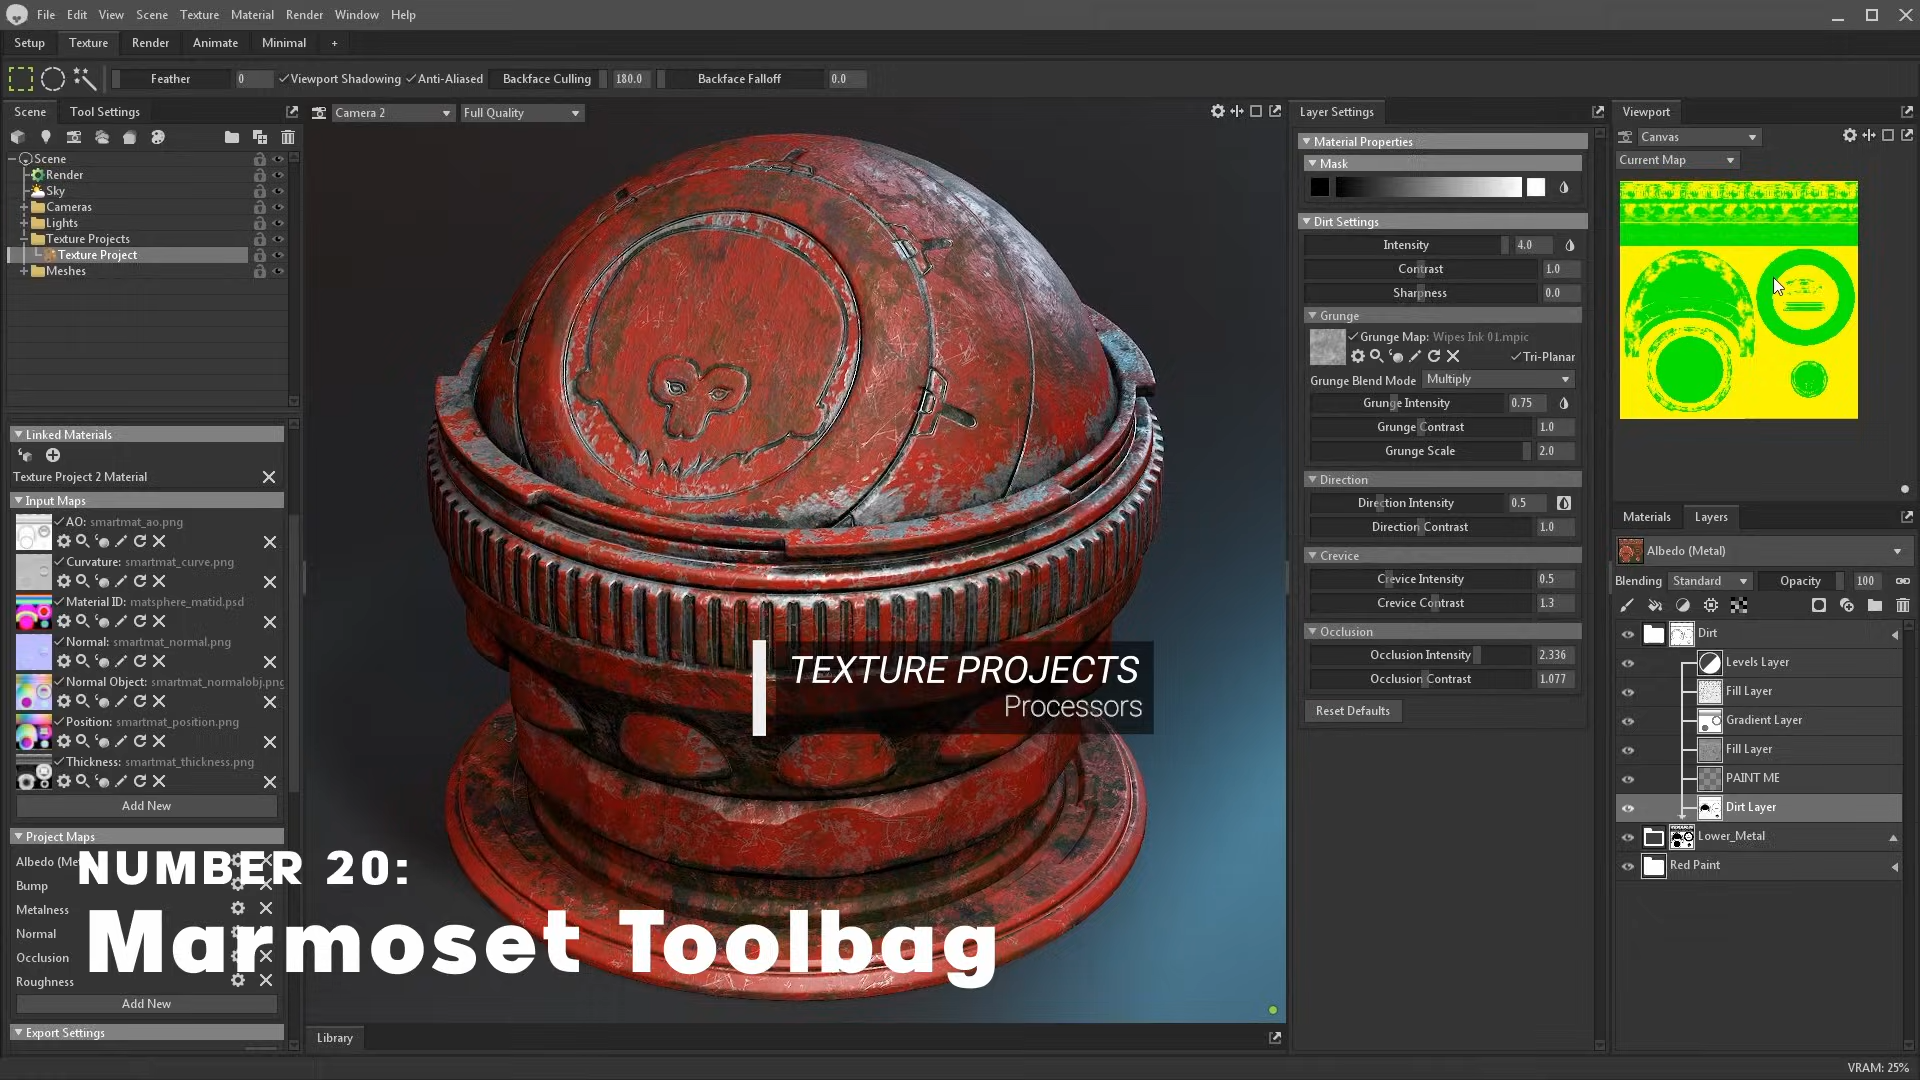 File Edit View Scene Texture Material Render Window Help
Setup Texture Render Animate Minimal +
Feather 0 Viewport Shadowing Anti-Aliased Backface Culling 180.0 Backface Falloff 0.0
Scene Tool Settings
Scene
Render
Sky
Cameras
Lights
Texture Projects
Texture Project
Meshes
Linked Materials
Texture Project 2 Material
Input Maps
AO: smartmat_ao.png
Curvature: smartmat_curve.png
Material ID: matsphere_matid.psd
Normal: smartmat_normal.png
Normal Object: smartmat_normalobj.png
Position: smartmat_position.png
Thickness: smartmat_thickness.png
Add New
Project Maps
Albedo (Me
Bump
Metalness
Normal
Occlusion
Roughness
Add New
Export Settings
Camera 2 Full Quality
TEXTURE PROJECTS
Processors
NUMBER 20:
Marmoset Toolbag
Library
Layer Settings
Material Properties
Mask
Dirt Settings
Intensity 4.0
Contrast 1.0
Sharpness 0.0
Grunge
Grunge Map: Wipes Ink 01.mpic
Tri-Planar
Grunge Blend Mode Multiply
Grunge Intensity 0.75
Grunge Contrast 1.0
Grunge Scale 2.0
Direction
Direction Intensity 0.5
Direction Contrast 1.0
Crevice
Crevice Intensity 0.5
Crevice Contrast 1.3
Occlusion
Occlusion Intensity 2.336
Occlusion Contrast 1.077
Reset Defaults
Viewport
Canvas
Current Map
Materials Layers
Albedo (Metal)
Blending Standard Opacity 100
Dirt
Levels Layer
Fill Layer
Gradient Layer
Fill Layer
PAINT ME
Dirt Layer
Lower_Metal
Red Paint
VRAM: 25%